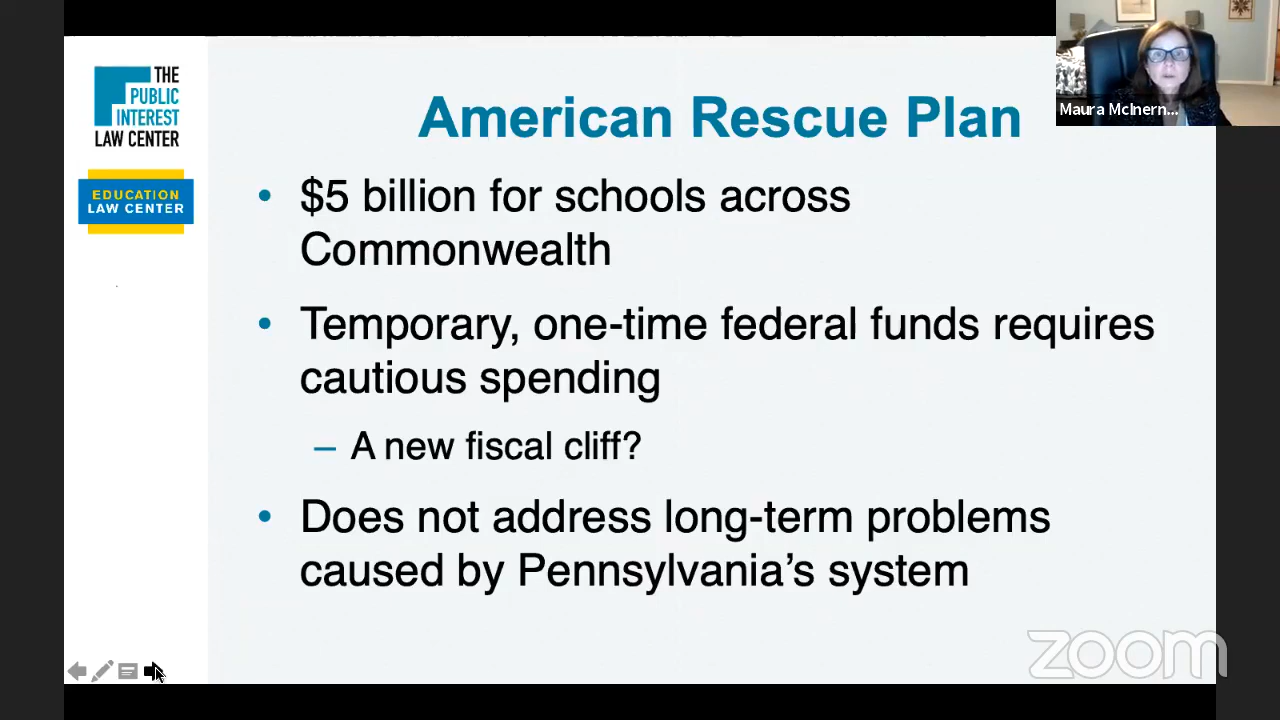 THE
PUBLIC
INTEREST
LAW CENTER
EDUCATION
LAW CENTER
American Rescue Plan
Maura McInern...
• $5 billion for schools across
Commonwealth
• Temporary, one-time federal funds requires
cautious spending
– A new fiscal cliff?
• Does not address long-term problems
caused by Pennsylvania’s system
zoom